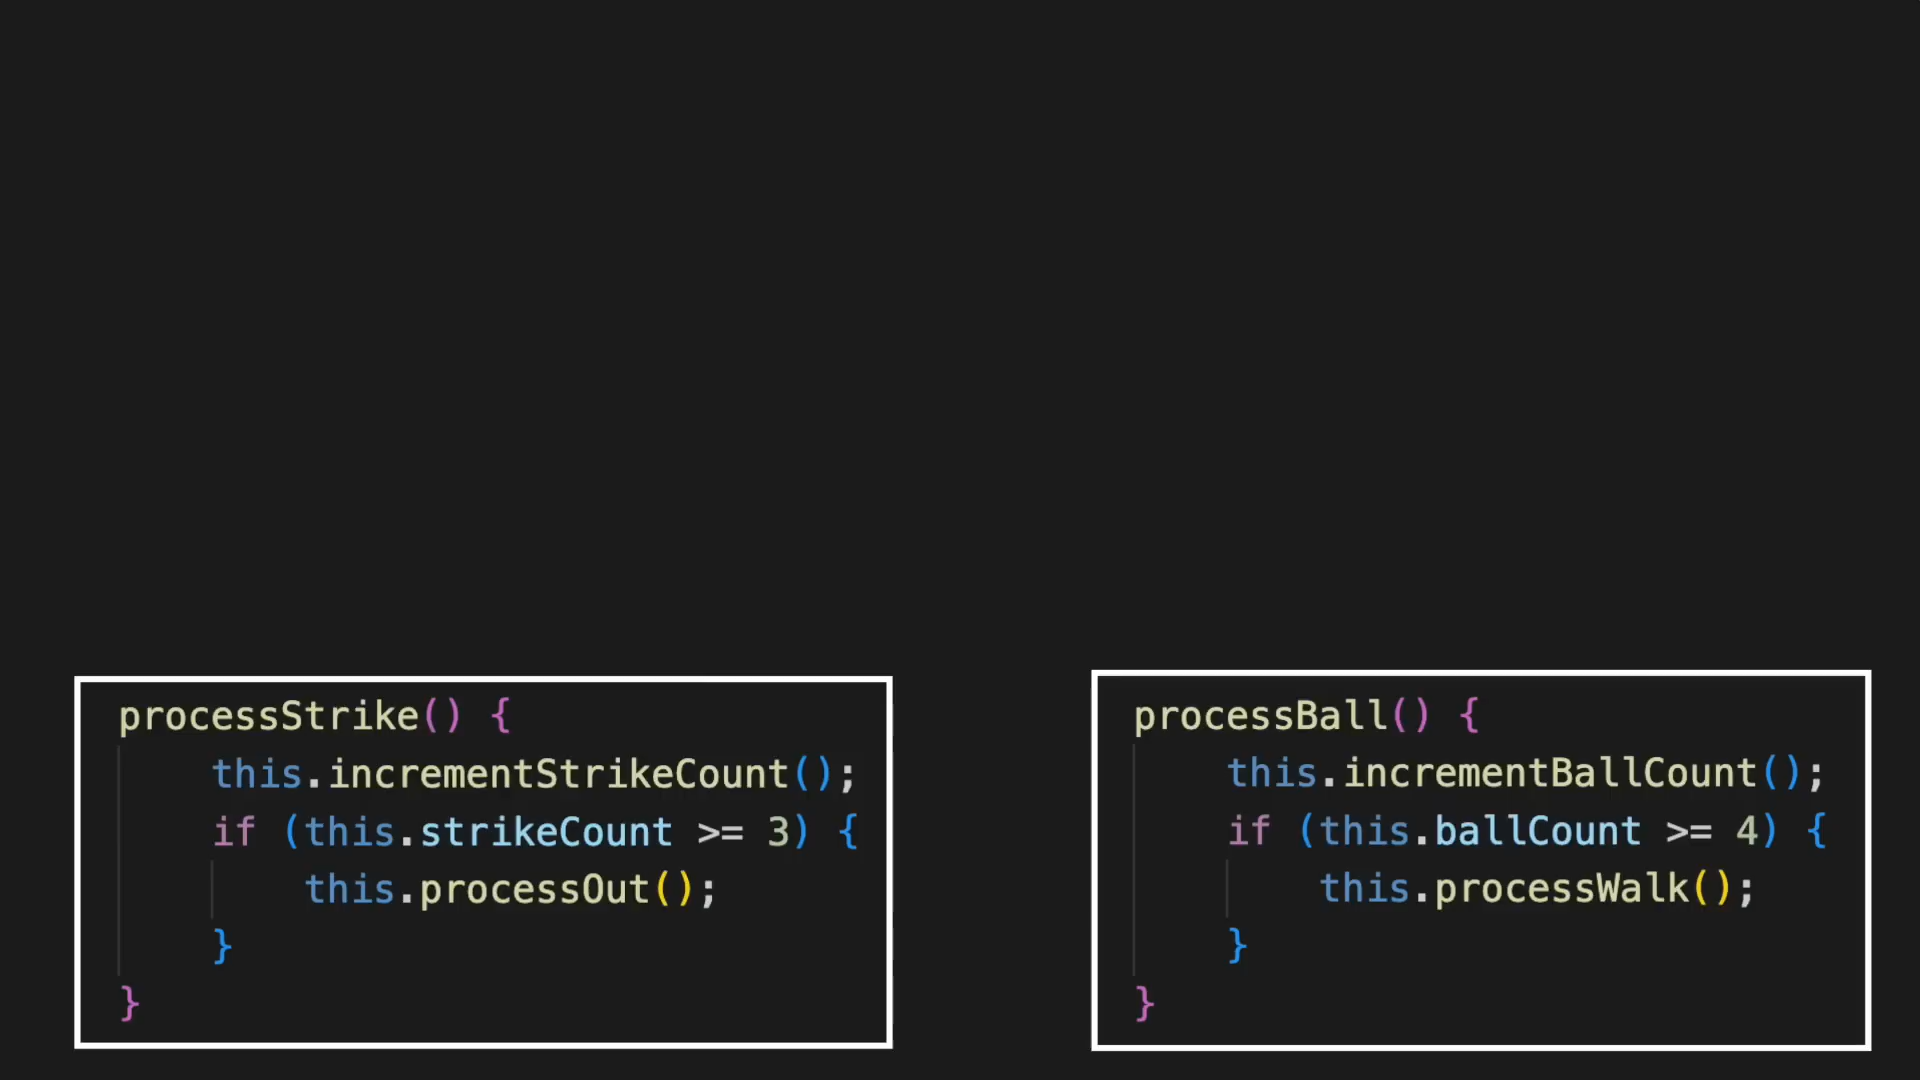 processStrike() {
    this.incrementStrikeCount();
    if (this.strikeCount >= 3) {
        this.processOut();
    }
}
processBall() {
    this.incrementBallCount();
    if (this.ballCount >= 4) {
        this.processWalk();
    }
}